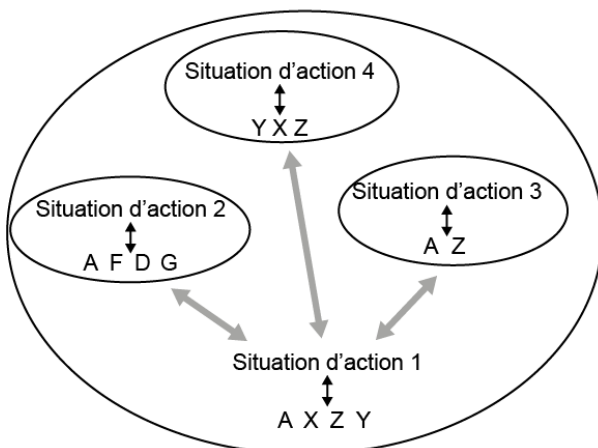 Situation d'action 4
Y X Z
Situation d'action 2
A F D G
Situation d'action 3
A Z
Situation d'action 1
A X Z Y